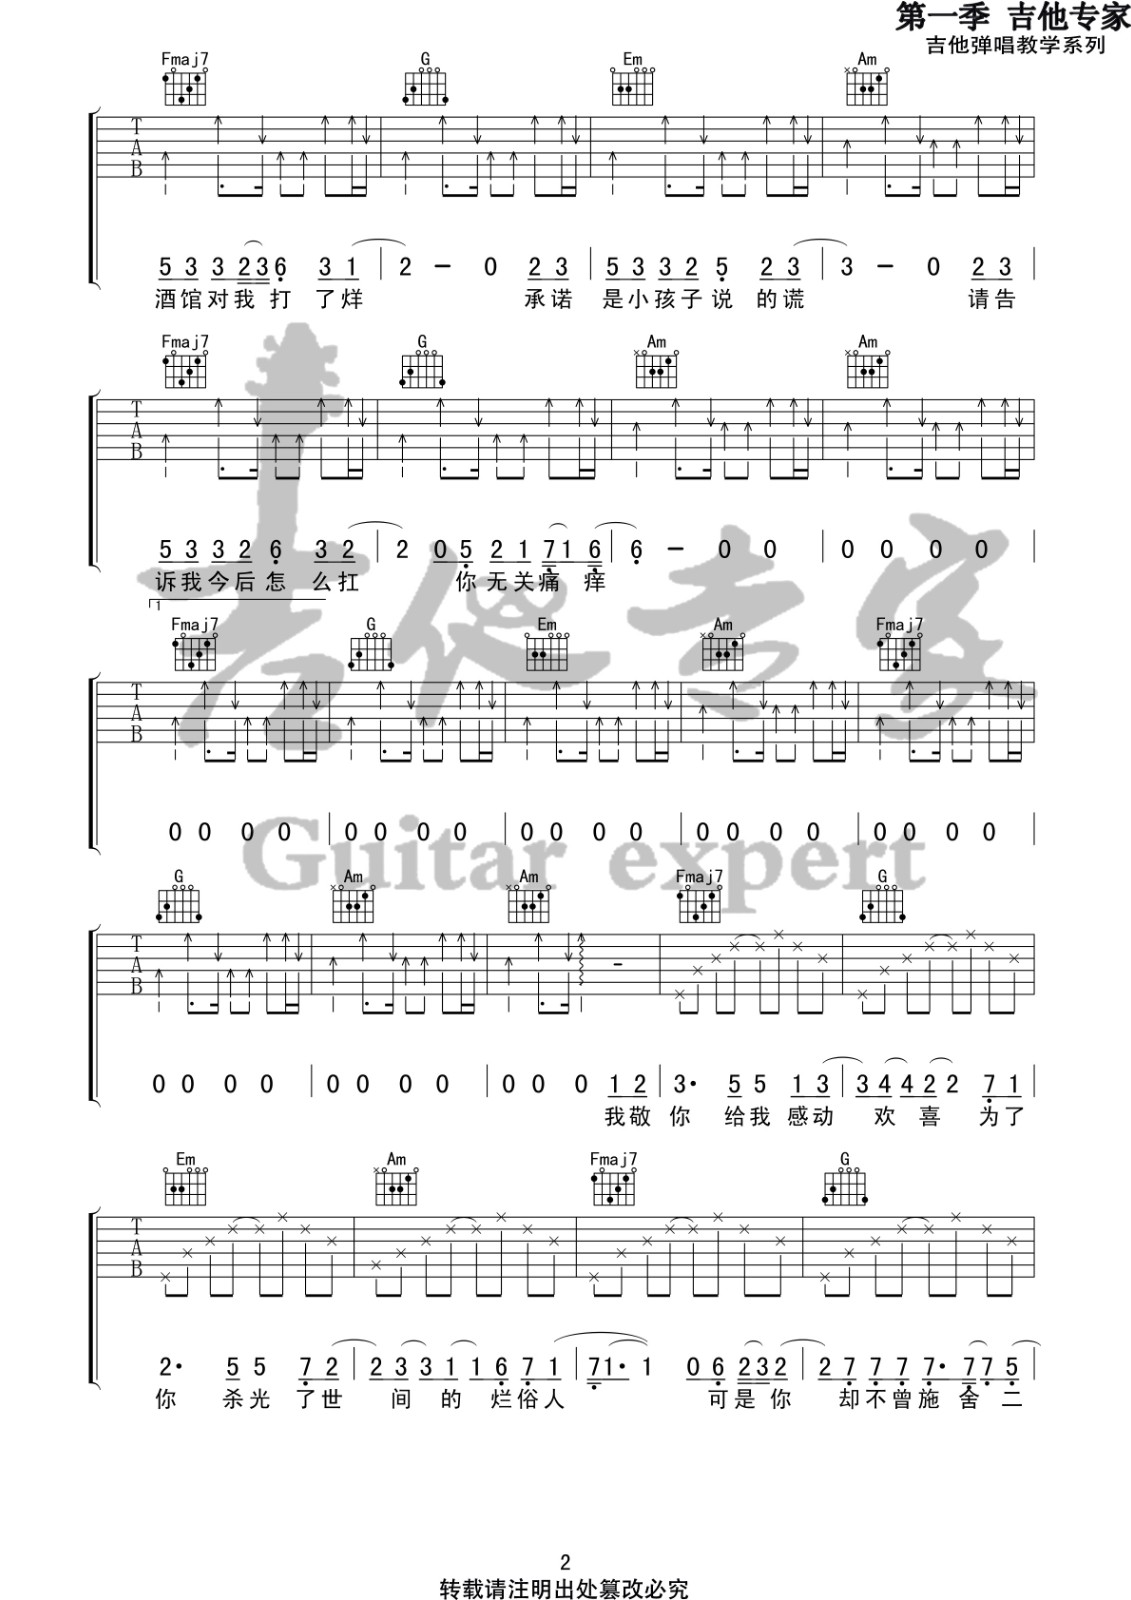 第一季 吉他专家
吉他弹唱教学系列
Fmaj7 G Em Am
T
A
B
5 3 3 2 3 6 3 1 | 2 - 0 2 3 | 5 3 3 2 5 2 3 | 3 - 0 2 3 |
酒馆对我 打 了烊 承诺 是小孩子说 的谎 请告
Fmaj7 G Am Am
T
A
B
5 3 3 2 6 3 2 | 2 0 5 2 1 7 1 6 | 6 - 0 0 | 0 0 0 0 |
诉我今后怎 么扛 你无关痛 痒
1
Fmaj7 G Em Am Fmaj7
0 0 0 0 | 0 0 0 0 | 0 0 0 0 | 0 0 0 0 | 0 0 0 0 |
吉他专家
Guitar expert
G Am Am Fmaj7 G
T
A
B
0 0 0 0 | 0 0 0 0 | 0 0 0 1 2 | 3· 5 5 1 3 | 3 4 4 2 2 7 1
我敬 你 给我 感动 欢 喜 为了
Em Am Fmaj7 G
T
A
B
2· 5 5 7 2 | 2 3 3 1 1 6 7 1 | 7 1· 1 0 6 2 3 2 | 2 7 7 7 7· 7 7 5
你 杀光 了世 间 的 烂俗人 可是你 却不曾施 舍 二
2
转载请注明出处篡改必究